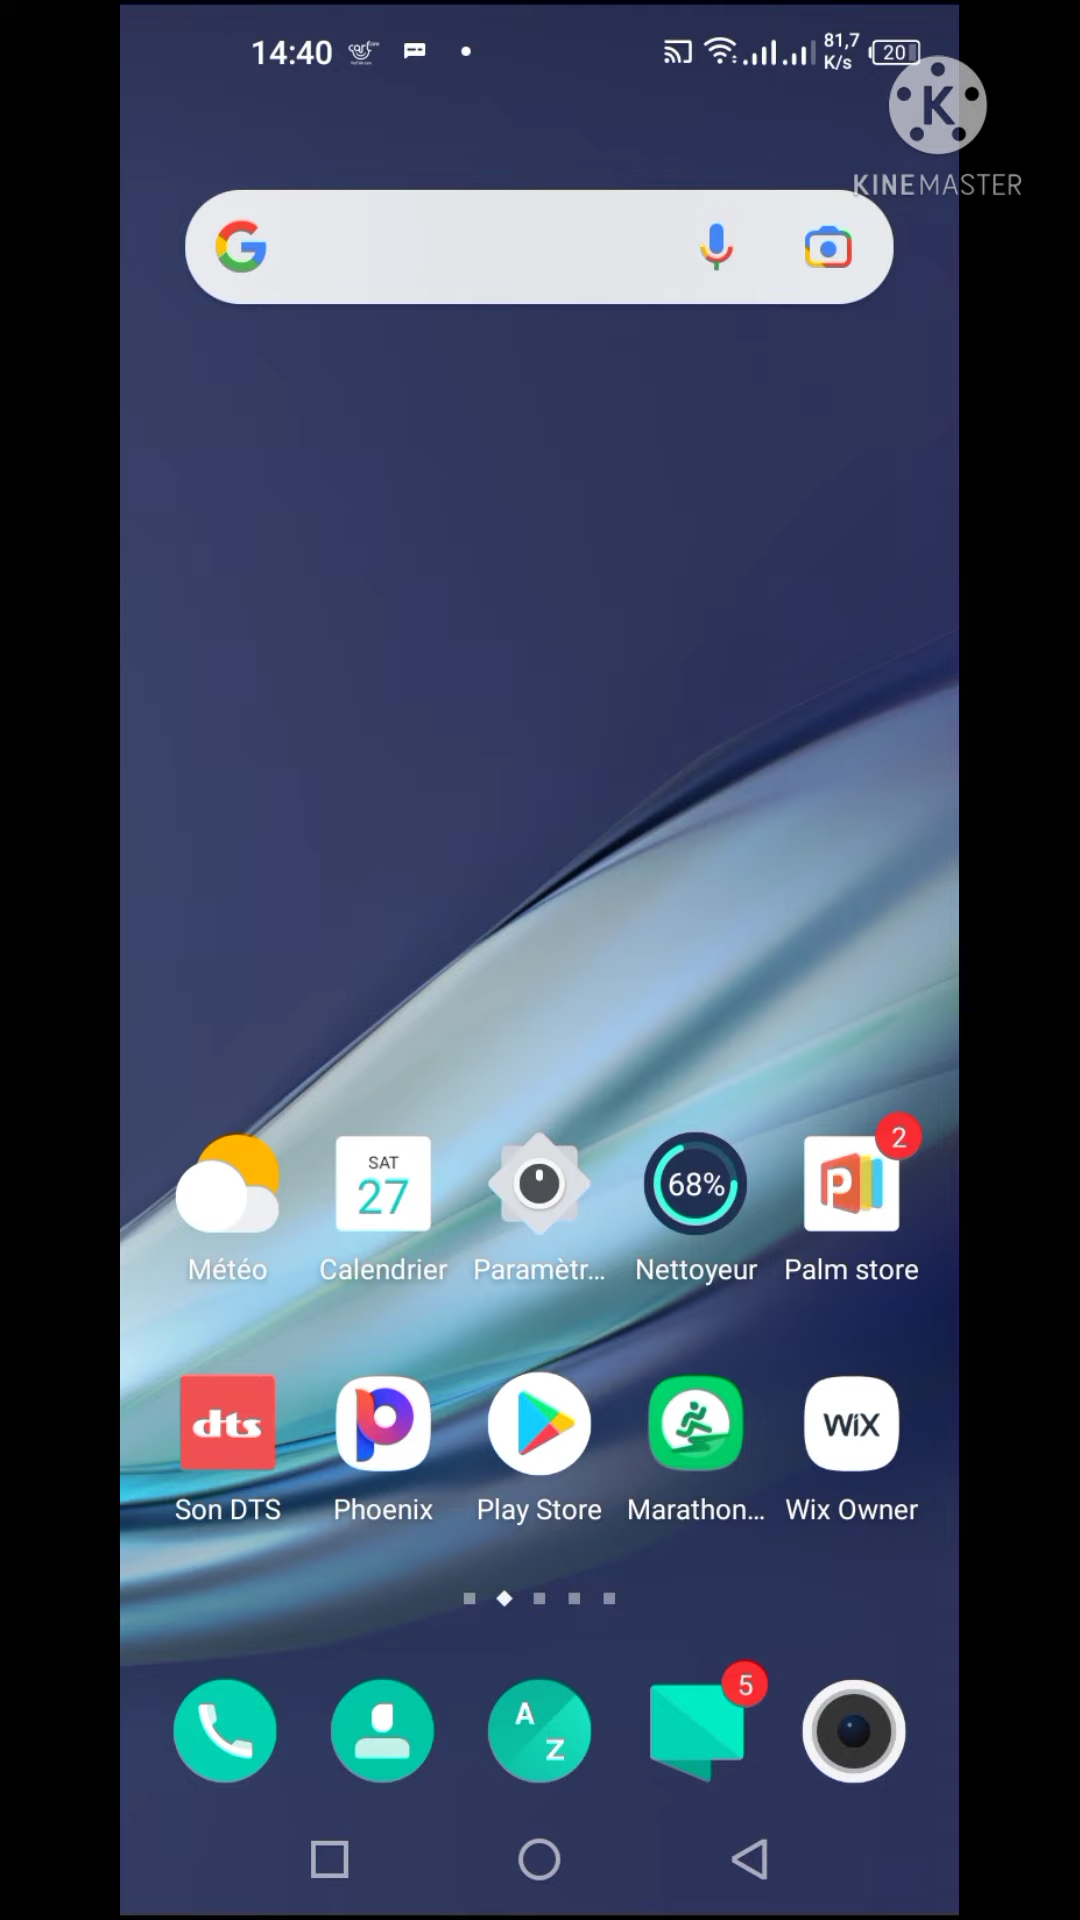 14:40
81,7
K/s
20
K
KINEMASTER
G
SAT
27
68%
P
2
Météo
Calendrier
Paramètr...
Nettoyeur
Palm store
dts
WiX
Son DTS
Phoenix
Play Store
Marathon...
Wix Owner
A
Z
5